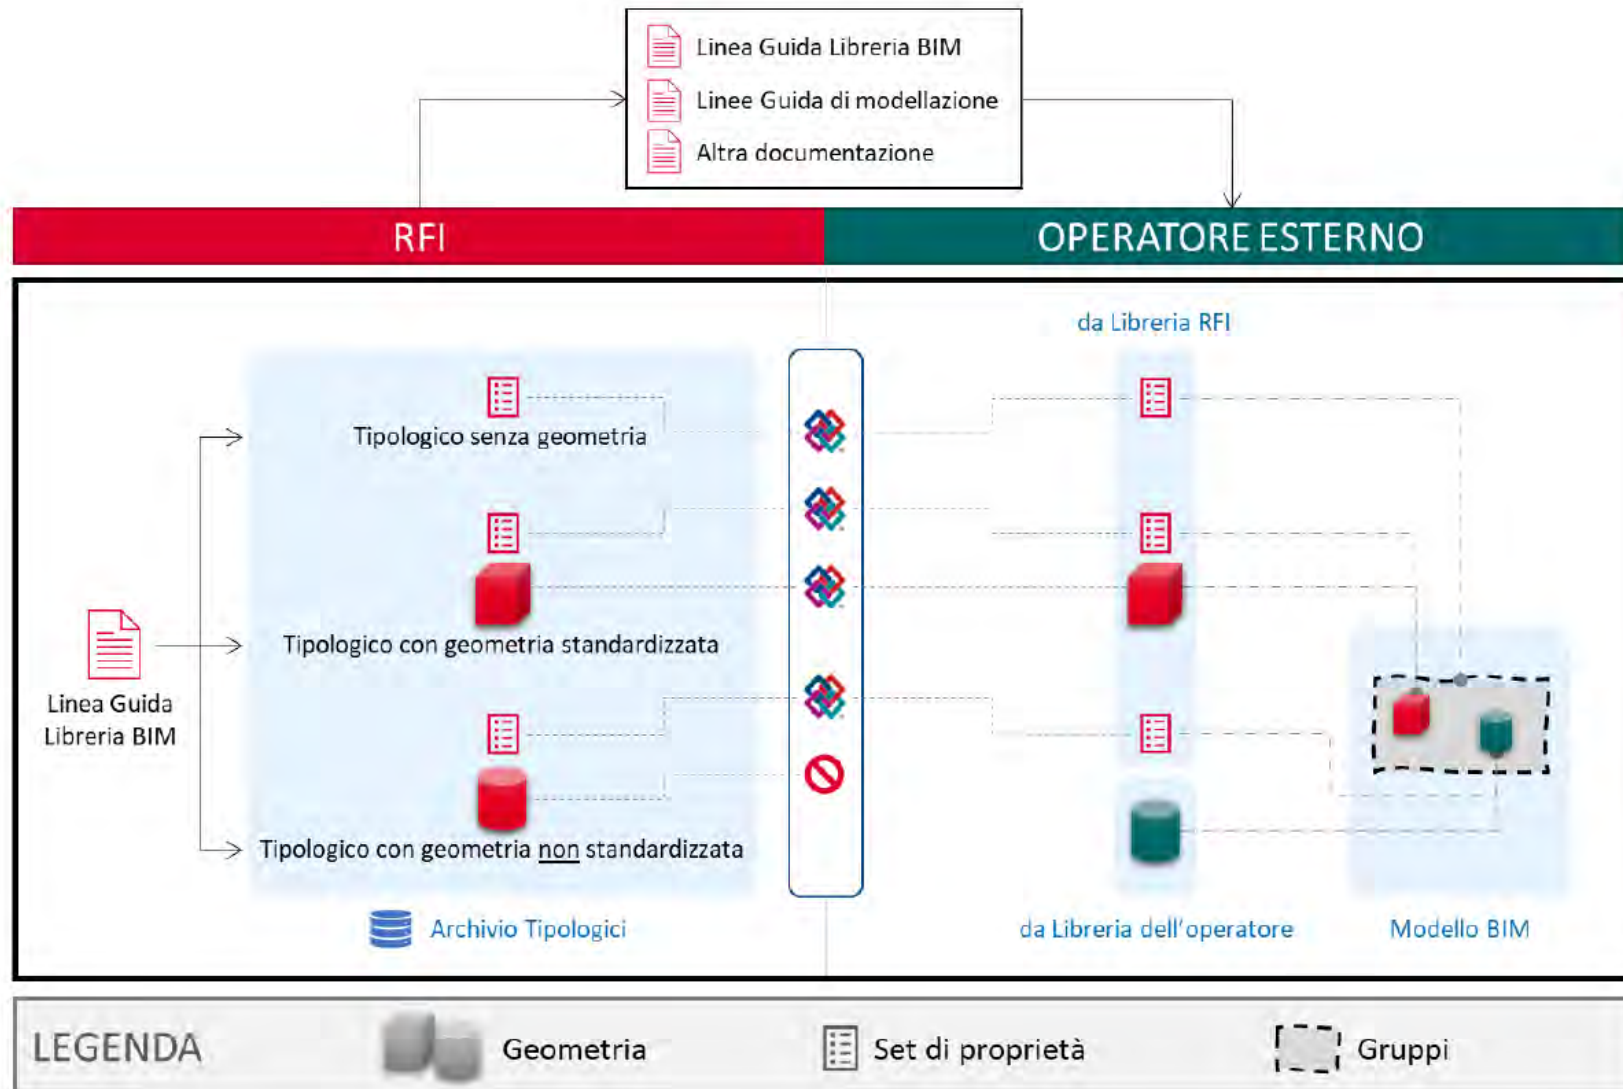 Linea Guida Libreria BIM
Linee Guida di modellazione
Altra documentazione
RFI
OPERATORE ESTERNO
da Libreria RFI
Tipologico senza geometria
Tipologico con geometria standardizzata
Linea Guida
Libreria BIM
Tipologico con geometria non standardizzata
Archivio Tipologici
da Libreria dell'operatore
Modello BIM
LEGENDA
Geometria
Set di proprietà
Gruppi